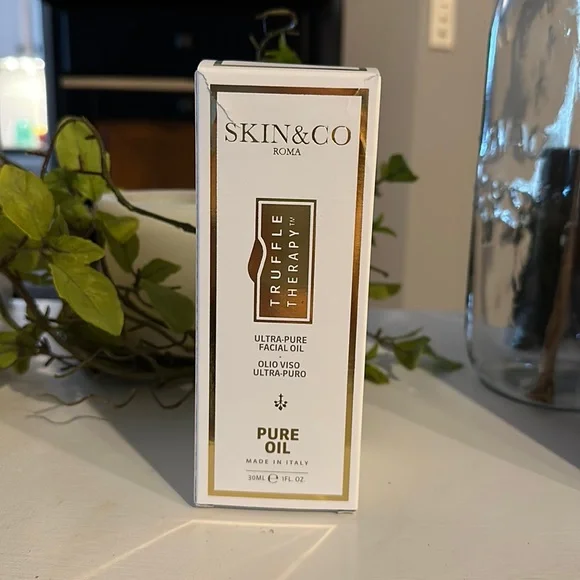 SKIN&CO
ROMA
TRUFFLE
THERAPY™
ULTRA-PURE
FACIAL OIL
-
OLIO VISO
ULTRA-PURO
PURE
OIL
MADE IN ITALY
30ML ℮ 1FL. OZ.